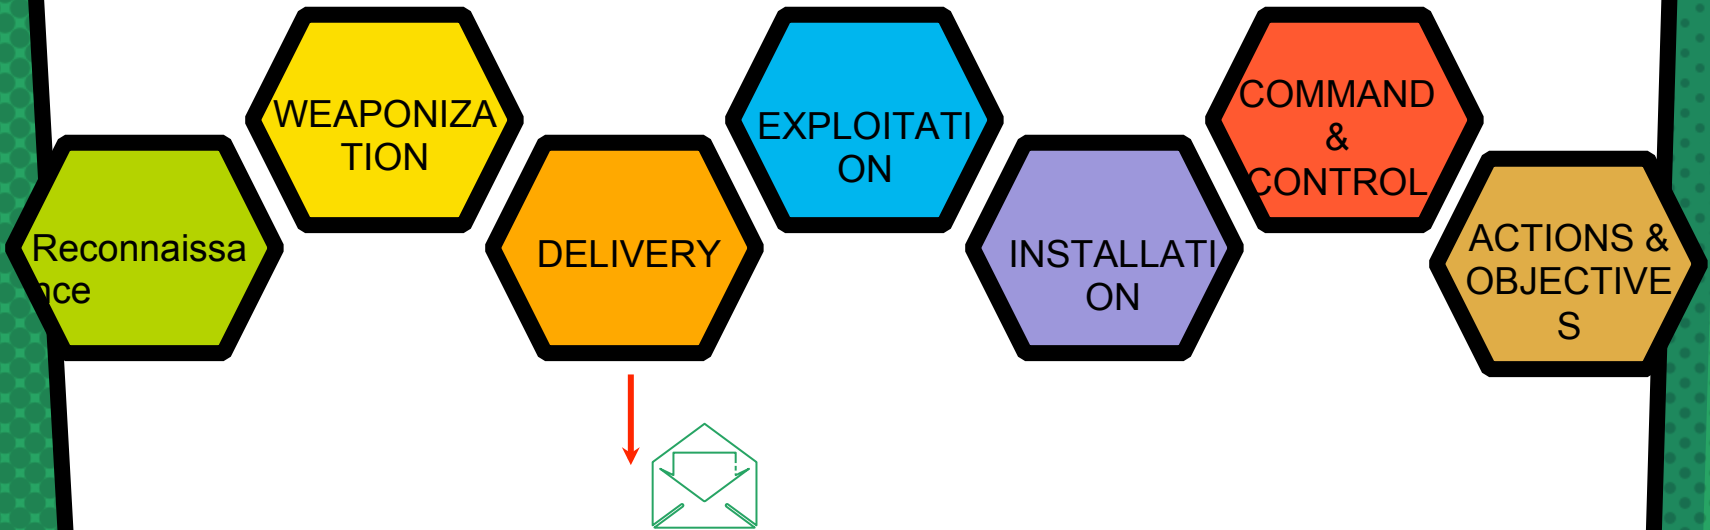 Reconnaissa
nce
WEAPONIZA
TION
DELIVERY
EXPLOITATI
ON
INSTALLATI
ON
COMMAND
&
CONTROL
ACTIONS &
OBJECTIVE
S